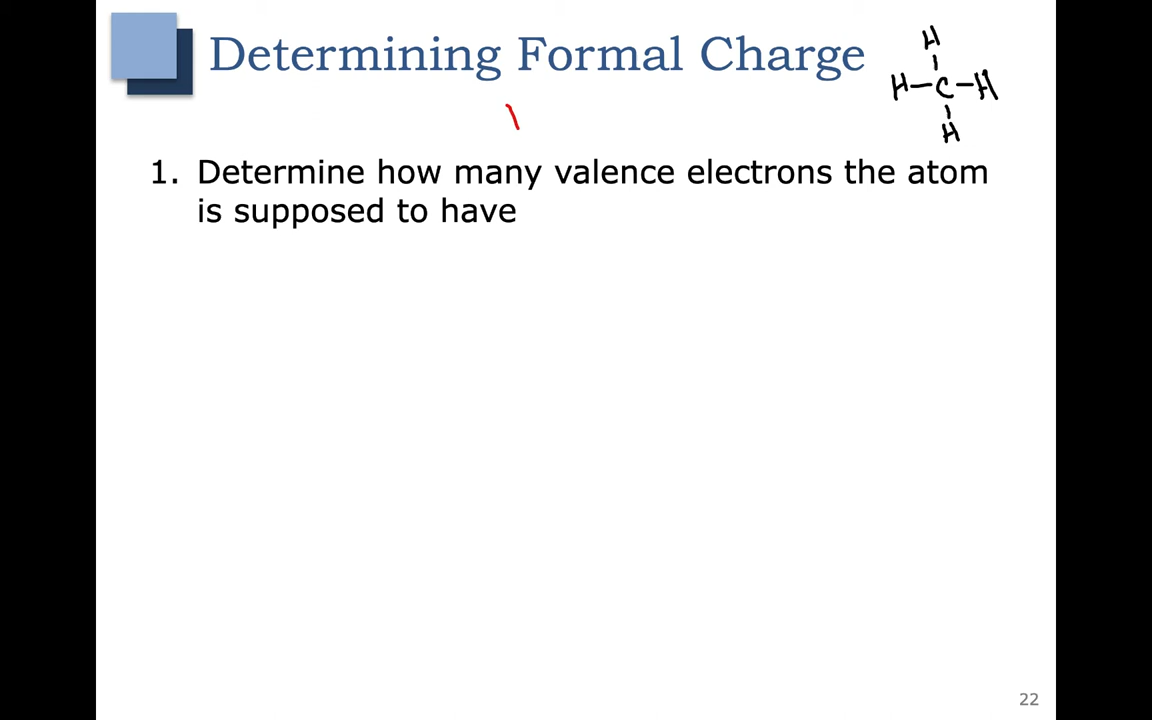 Determining Formal Charge
H
H-C-H
H
1. Determine how many valence electrons the atom
is supposed to have
22